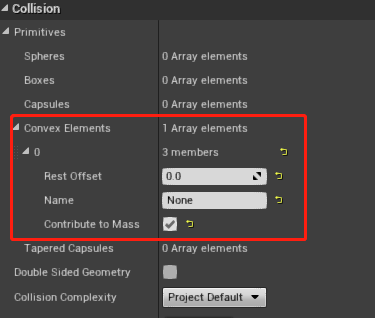 Collision
Primitives
Spheres 0 Array elements
Boxes 0 Array elements
Capsules 0 Array elements
Convex Elements 1 Array elements
0 3 members
Rest Offset 0.0
Name None
Contribute to Mass
Tapered Capsules 0 Array elements
Double Sided Geometry
Collision Complexity Project Default